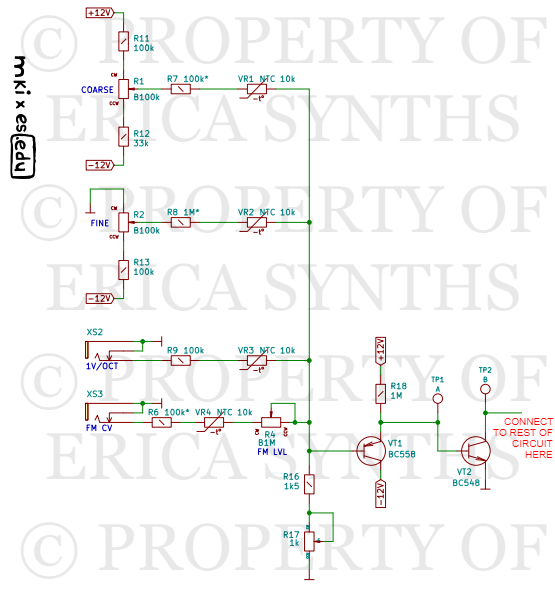 +12V
R11
100k
© PROPERTY OF
CW
R1
B100k
COARSE
CCW
R7 100k*
VR1 NTC 10k
-t°
ERICA SYNTHS
mki x es.edu
R12
33k
-12V
© PROPERTY OF
CW
R2
B100k
FINE
CCW
R8 1M*
VR2 NTC 10k
-t°
R13
100k
ERICA SYNTHS
-12V
XS2
1V/OCT
R9 100k
VR3 NTC 10k
-t°
© PROPERTY OF
+12V
R18
1M
TP1
A
TP2
B
XS3
FM CV
R6 100k*
VR4 NTC 10k
-t°
R4
B1M
FM LVL
ERICA SYNTHS
CONNECT
TO REST OF
CIRCUIT
HERE
VT1
BC558
VT2
BC548
-12V
R16
1k5
R17
1k
© PROPERTY OF